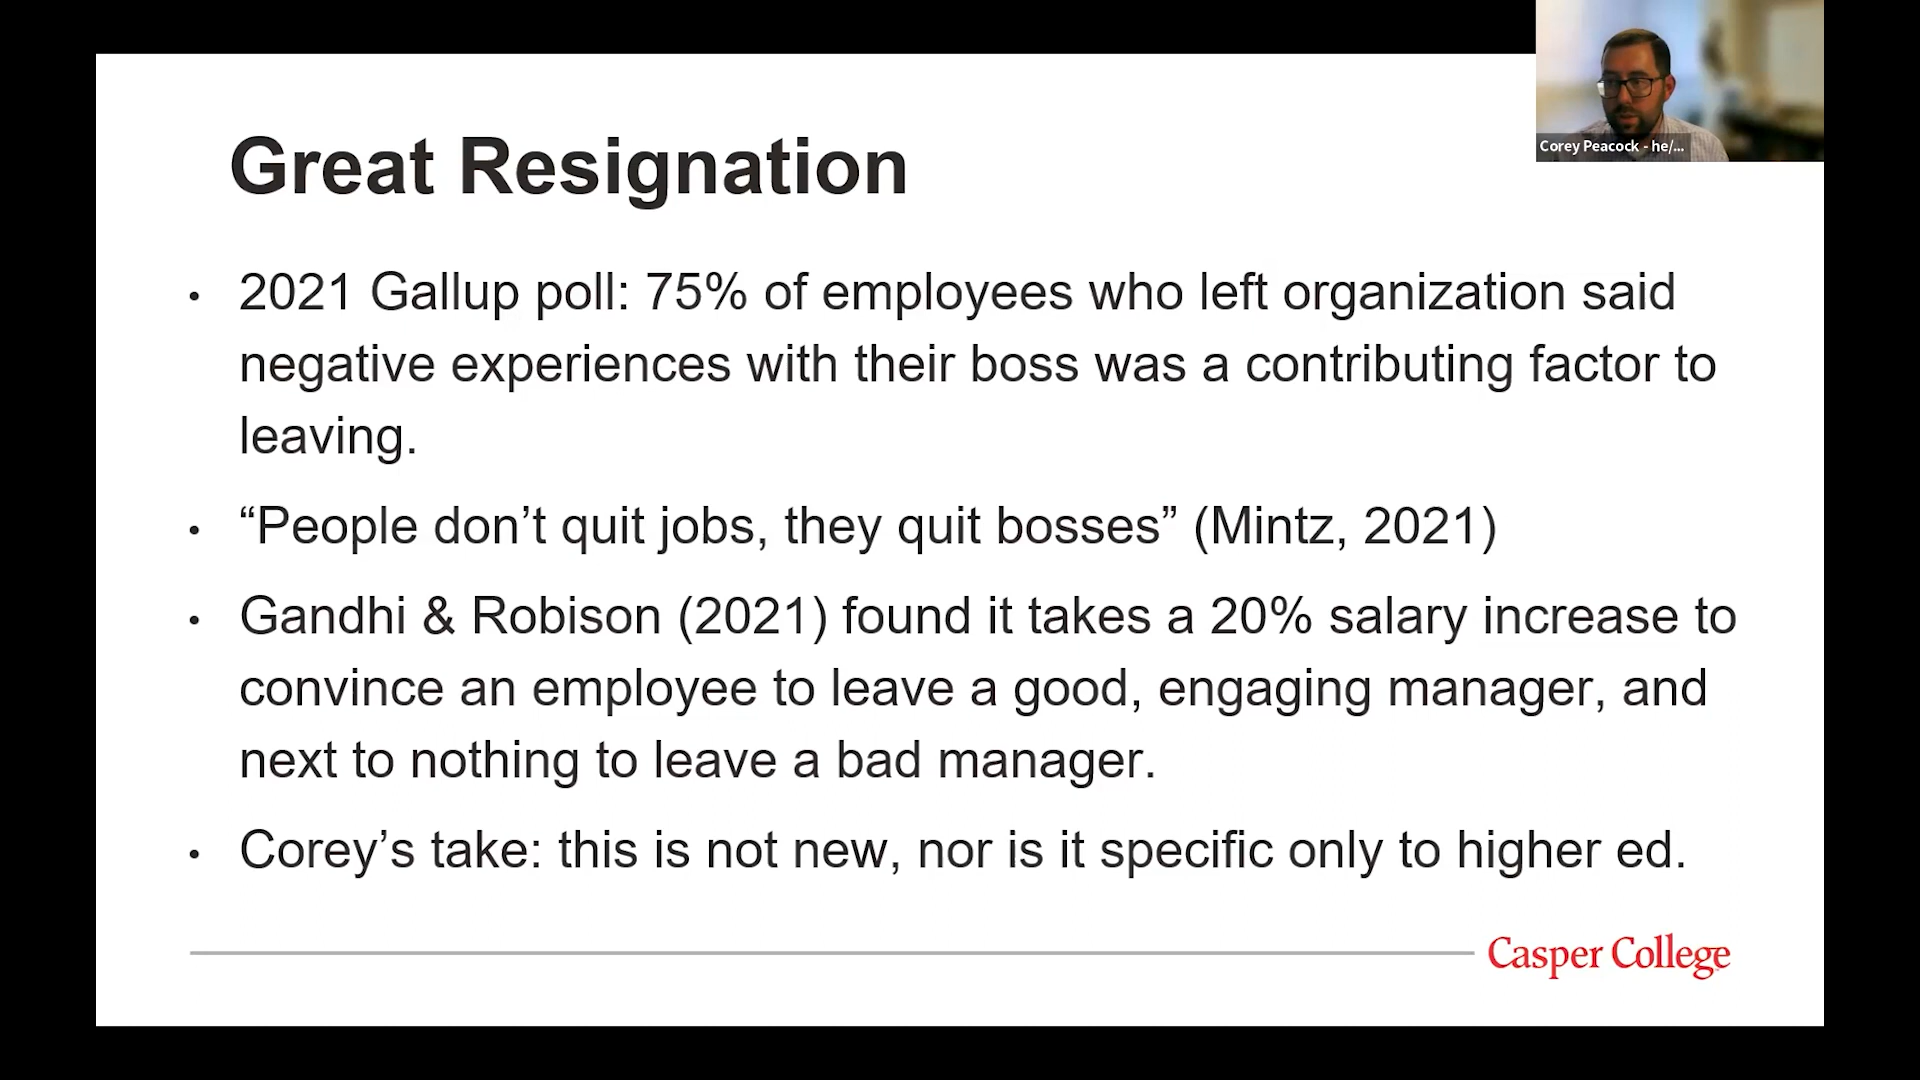 Corey Peacock - he/...
Great Resignation
• 2021 Gallup poll: 75% of employees who left organization said
negative experiences with their boss was a contributing factor to
leaving.
• “People don’t quit jobs, they quit bosses” (Mintz, 2021)
• Gandhi & Robison (2021) found it takes a 20% salary increase to
convince an employee to leave a good, engaging manager, and
next to nothing to leave a bad manager.
• Corey’s take: this is not new, nor is it specific only to higher ed.
Casper College